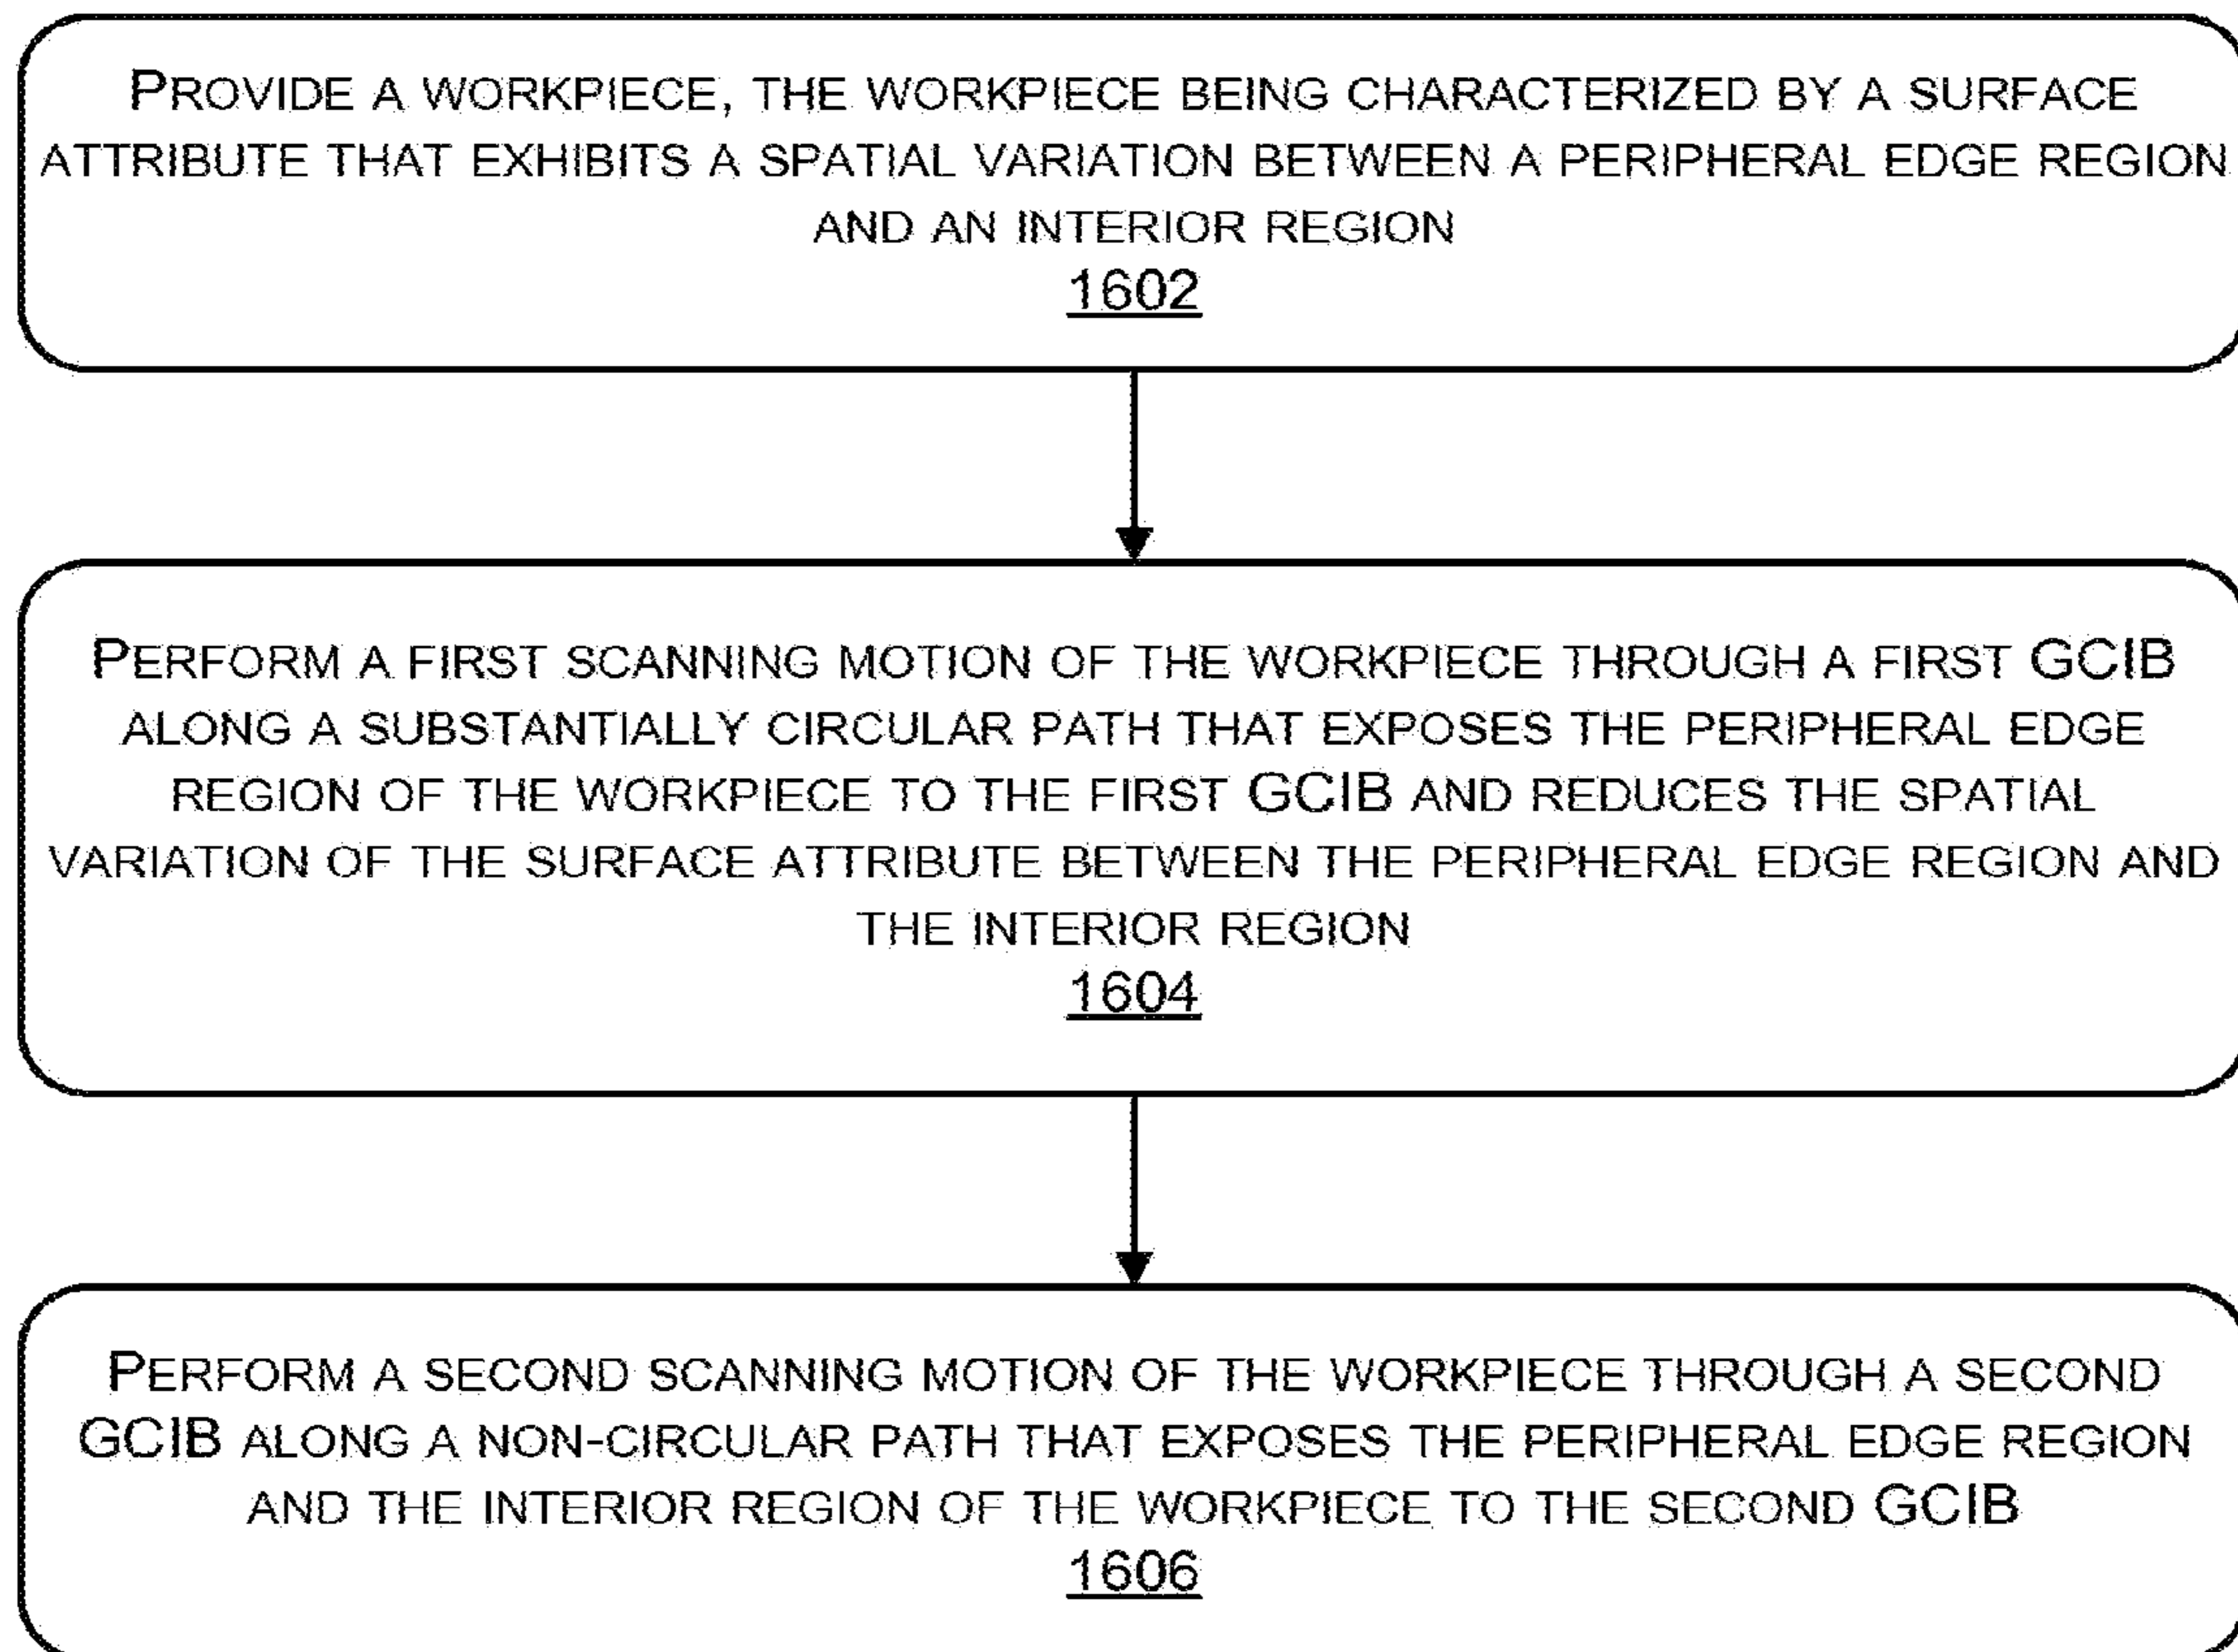 PROVIDE A WORKPIECE, THE WORKPIECE BEING CHARACTERIZED BY A SURFACE
ATTRIBUTE THAT EXHIBITS A SPATIAL VARIATION BETWEEN A PERIPHERAL EDGE REGION
AND AN INTERIOR REGION
1602
PERFORM A FIRST SCANNING MOTION OF THE WORKPIECE THROUGH A FIRST GCIB
ALONG A SUBSTANTIALLY CIRCULAR PATH THAT EXPOSES THE PERIPHERAL EDGE
REGION OF THE WORKPIECE TO THE FIRST GCIB AND REDUCES THE SPATIAL
VARIATION OF THE SURFACE ATTRIBUTE BETWEEN THE PERIPHERAL EDGE REGION AND
THE INTERIOR REGION
1604
PERFORM A SECOND SCANNING MOTION OF THE WORKPIECE THROUGH A SECOND
GCIB ALONG A NON-CIRCULAR PATH THAT EXPOSES THE PERIPHERAL EDGE REGION
AND THE INTERIOR REGION OF THE WORKPIECE TO THE SECOND GCIB
1606